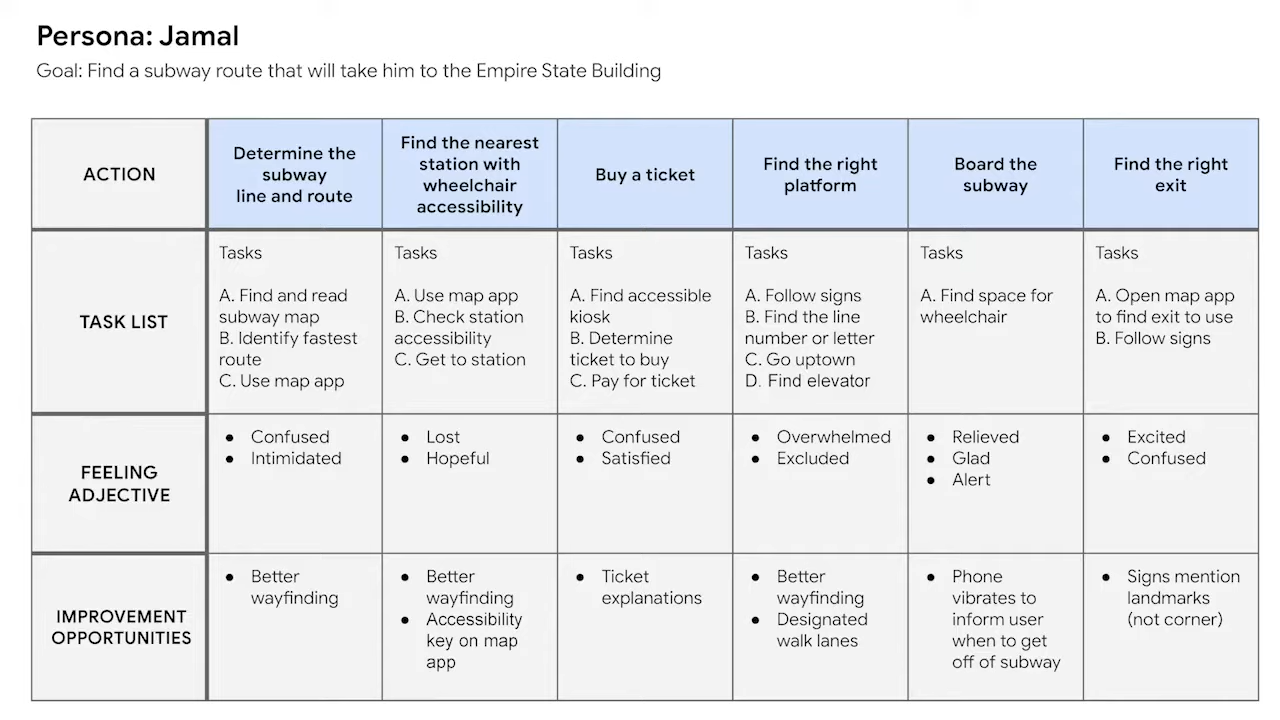 Persona: Jamal
Goal: Find a subway route that will take him to the Empire State Building
ACTION
Determine the
subway
line and route
Find the nearest
station with
wheelchair
accessibility
Buy a ticket
Find the right
platform
Board the
subway
Find the right
exit
TASK LIST
Tasks
A. Find and read
subway map
B. Identify fastest
route
C. Use map app
Tasks
A. Use map app
B. Check station
accessibility
C. Get to station
Tasks
A. Find accessible
kiosk
B. Determine
ticket to buy
C. Pay for ticket
Tasks
A. Follow signs
B. Find the line
number or letter
C. Go uptown
D. Find elevator
Tasks
A. Find space for
wheelchair
Tasks
A. Open map app
to find exit to use
B. Follow signs
FEELING
ADJECTIVE
● Confused
● Intimidated
● Lost
● Hopeful
● Confused
● Satisfied
● Overwhelmed
● Excluded
● Relieved
● Glad
● Alert
● Excited
● Confused
IMPROVEMENT
OPPORTUNITIES
● Better
wayfinding
● Better
wayfinding
● Accessibility
key on map
app
● Ticket
explanations
● Better
wayfinding
● Designated
walk lanes
● Phone
vibrates to
inform user
when to get
off of subway
● Signs mention
landmarks
(not corner)